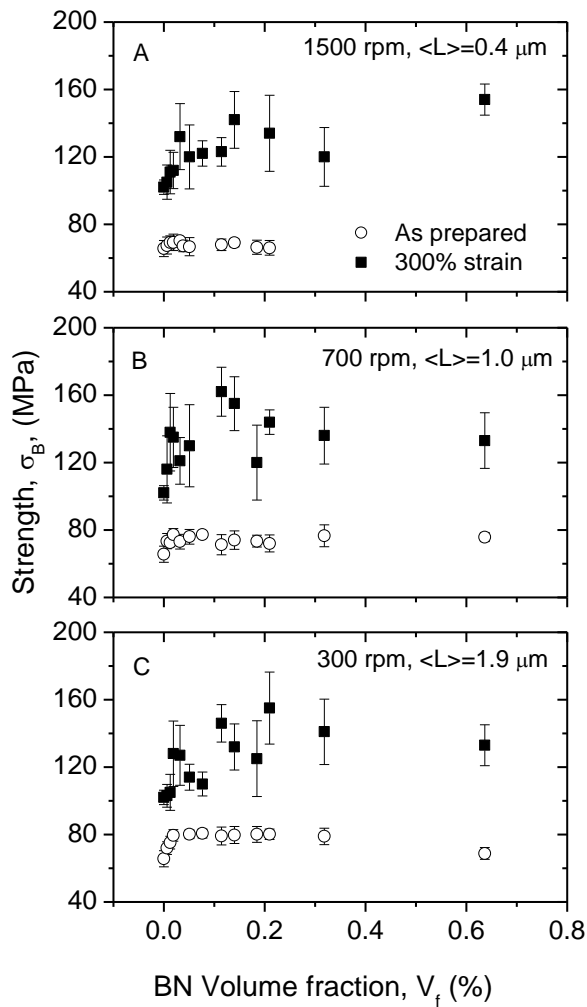 200
A
1500 rpm, <L>=0.4 μm
160
120
80
As prepared
300% strain
40
200
B
700 rpm, <L>=1.0 μm
160
120
80
40
200
C
300 rpm, <L>=1.9 μm
160
120
80
40
0.0 0.2 0.4 0.6 0.8
Strength, σB, (MPa)
BN Volume fraction, Vf (%)